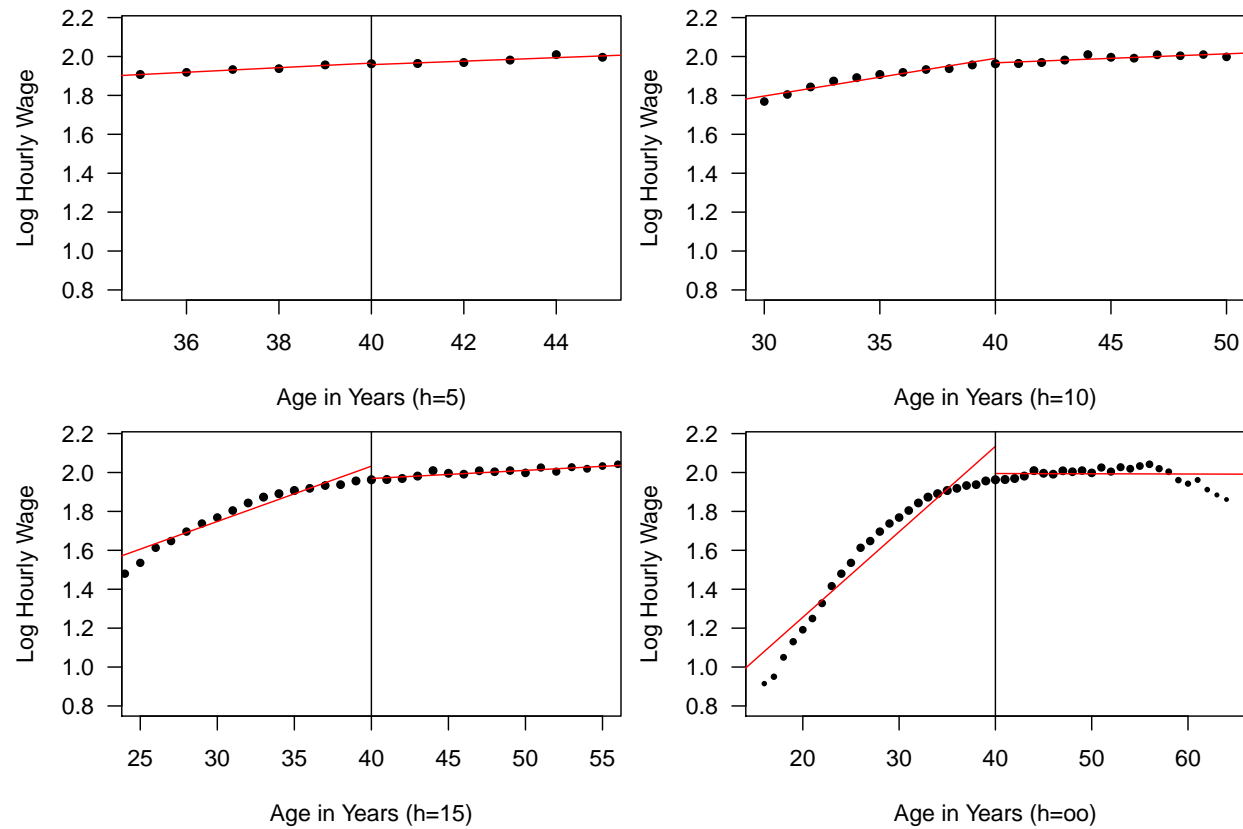 2.2
2.0
1.8
1.6
1.4
1.2
1.0
0.8
Log Hourly Wage
36 38 40 42 44
Age in Years (h=5)
2.2
2.0
1.8
1.6
1.4
1.2
1.0
0.8
Log Hourly Wage
30 35 40 45 50
Age in Years (h=10)
2.2
2.0
1.8
1.6
1.4
1.2
1.0
0.8
Log Hourly Wage
25 30 35 40 45 50 55
Age in Years (h=15)
2.2
2.0
1.8
1.6
1.4
1.2
1.0
0.8
Log Hourly Wage
20 30 40 50 60
Age in Years (h=oo)